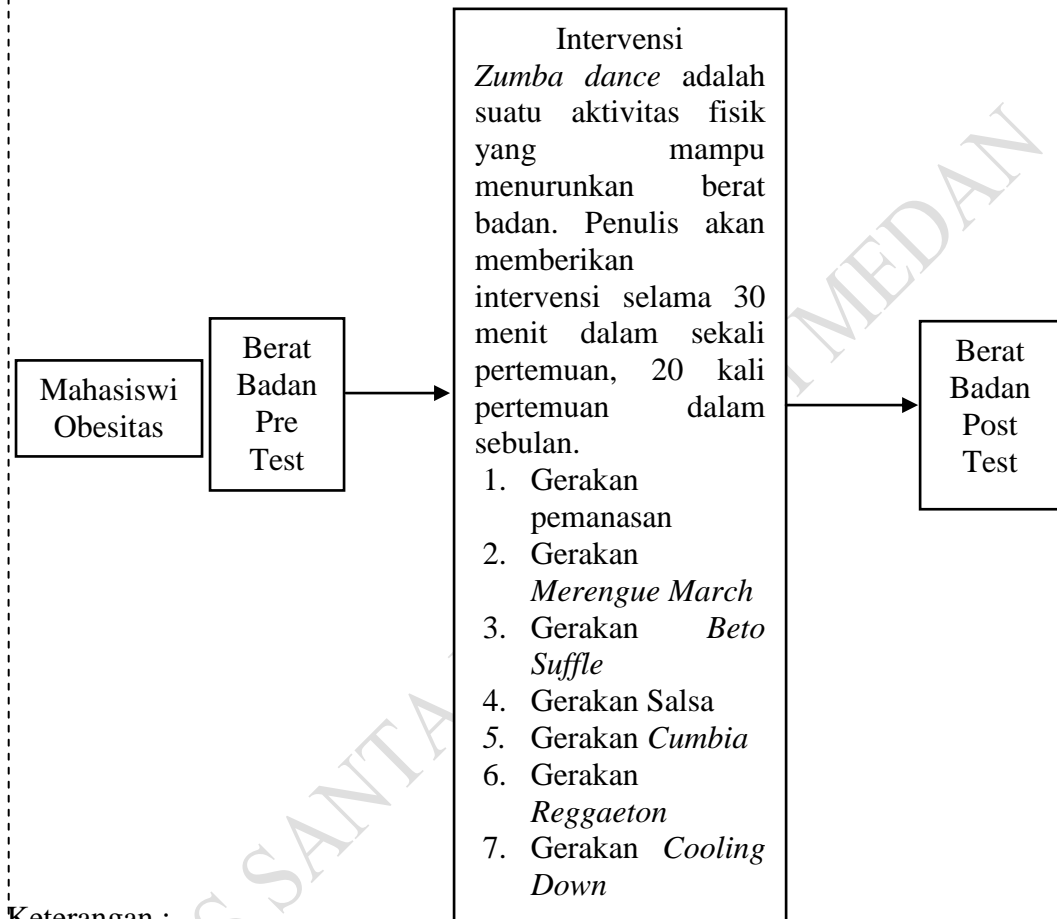 Mahasiswi
Obesitas
Berat
Badan
Pre
Test
Intervensi
Zumba dance adalah
suatu aktivitas fisik
yang mampu
menurunkan berat
badan. Penulis akan
memberikan
intervensi selama 30
menit dalam sekali
pertemuan, 20 kali
pertemuan dalam
sebulan.
1. Gerakan
pemanasan
2. Gerakan
Merengue March
3. Gerakan Beto
Suffle
4. Gerakan Salsa
5. Gerakan Cumbia
6. Gerakan
Reggaeton
7. Gerakan Cooling
Down
Berat
Badan
Post
Test
Keterangan :
SANTA
MEDAN